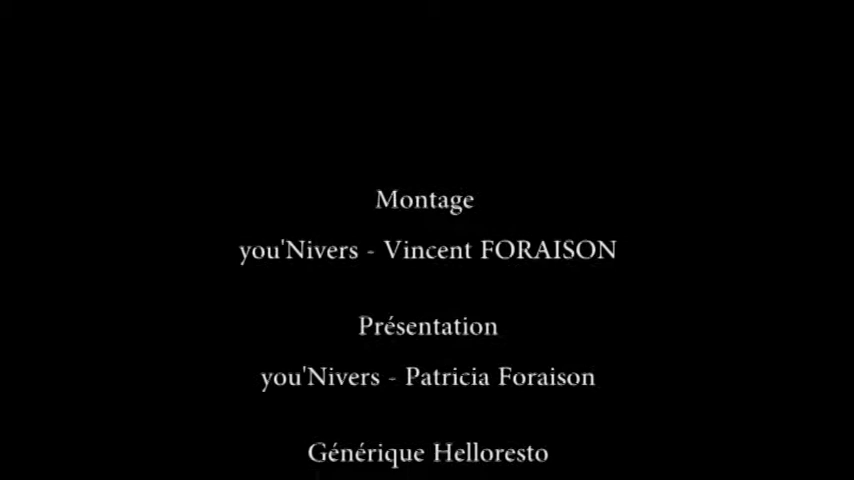 Montage
you'Nivers - Vincent FORAISON
Présentation
you'Nivers - Patricia Foraison
Générique Helloresto